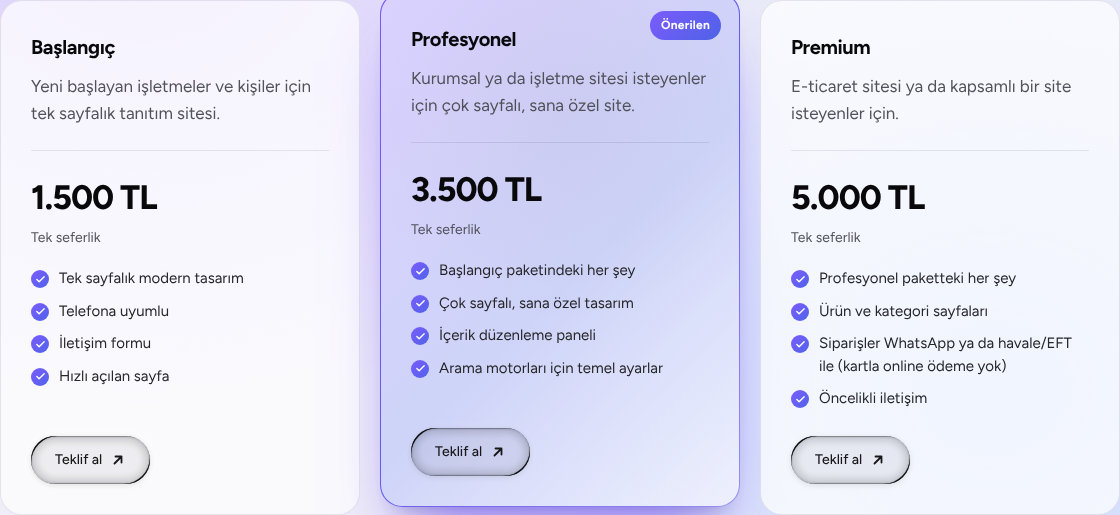 Başlangıç
Yeni başlayan işletmeler ve kişiler için
tek sayfalık tanıtım sitesi.
1.500 TL
Tek seferlik
Tek sayfalık modern tasarım
Telefona uyumlu
İletişim formu
Hızlı açılan sayfa
Teklif al
Önerilen
Profesyonel
Kurumsal ya da işletme sitesi isteyenler
için çok sayfalı, sana özel site.
3.500 TL
Tek seferlik
Başlangıç paketindeki her şey
Çok sayfalı, sana özel tasarım
İçerik düzenleme paneli
Arama motorları için temel ayarlar
Teklif al
Premium
E-ticaret sitesi ya da kapsamlı bir site
isteyenler için.
5.000 TL
Tek seferlik
Profesyonel paketteki her şey
Ürün ve kategori sayfaları
Siparişler WhatsApp ya da havale/EFT
ile (kartla online ödeme yok)
Öncelikli iletişim
Teklif al